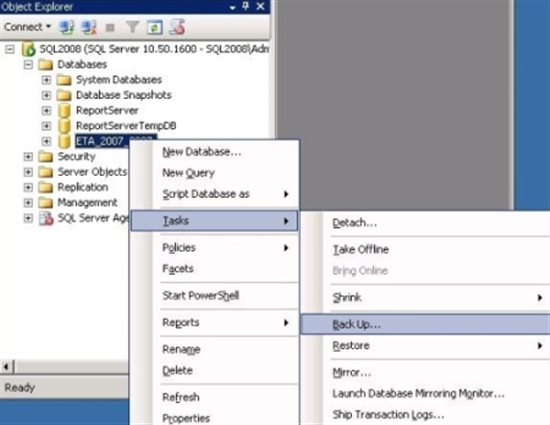 Object Explorer
Connect
SQL2008 (SQL Server 10.50.1600 - SQL2008\Adm
Databases
System Databases
Database Snapshots
ReportServer
ReportServerTempDB
ETA_2007
Security
Server Objects
Replication
Management
SQL Server Age
Ready
New Database...
New Query
Script Database as
Tasks
Policies
Facets
Start PowerShell
Reports
Rename
Delete
Refresh
Properties
Detach...
Take Offline
Bring Online
Shrink
Back Up...
Restore
Mirror...
Launch Database Mirroring Monitor...
Ship Transaction Logs...